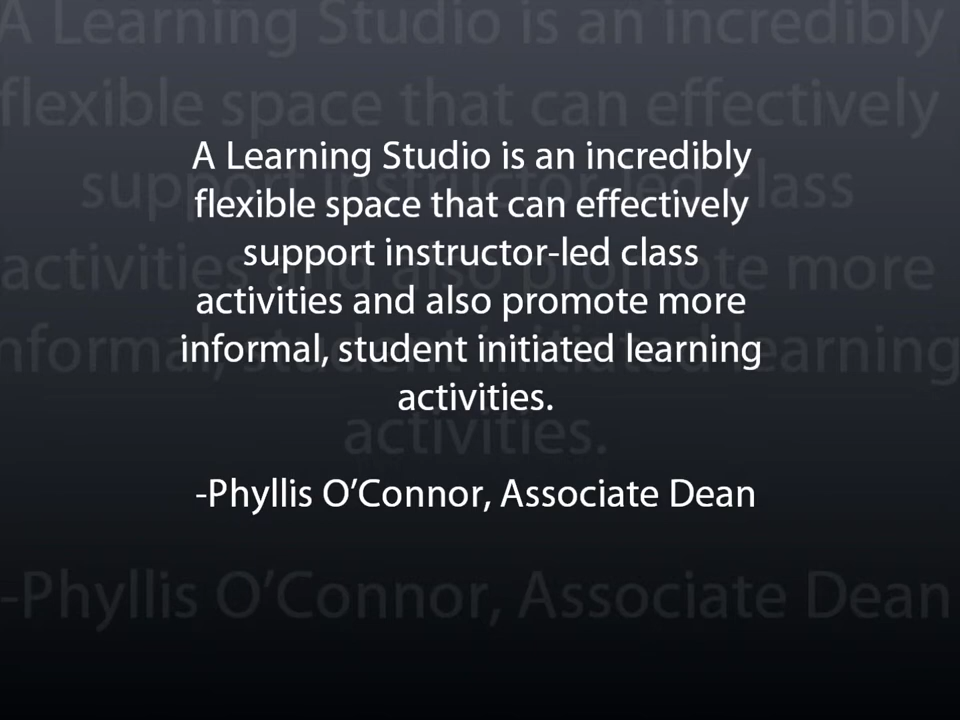 A Learning Studio is an incredibly
flexible space that can effectively
support instructor-led class
activities and also promote more
informal, student initiated learning
activities.
-Phyllis O’Connor, Associate Dean